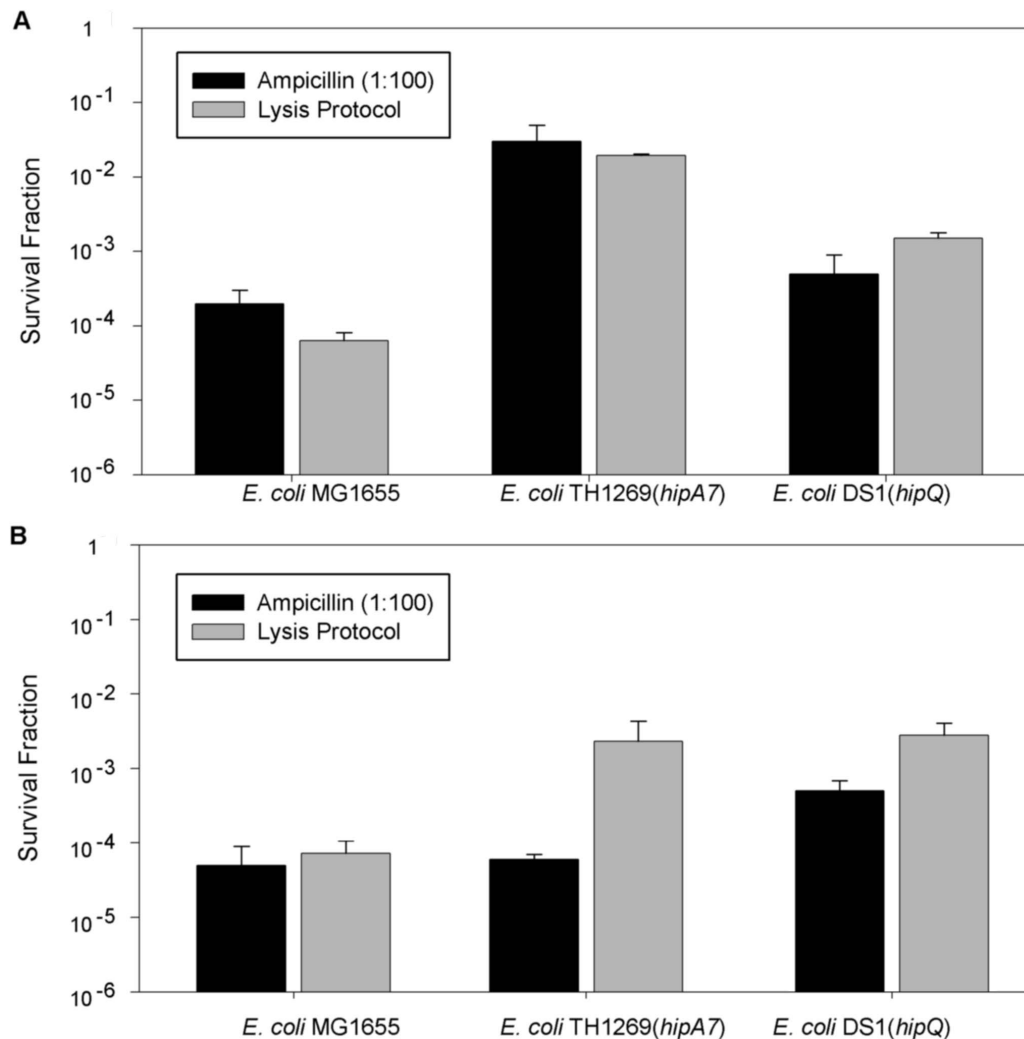 A
1
Ampicillin (1:100)
Lysis Protocol
10-1
10-2
10-3
10-4
10-5
10-6
Survival Fraction
E. coli MG1655
E. coli TH1269(hipA7)
E. coli DS1(hipQ)
B
1
Ampicillin (1:100)
Lysis Protocol
10-1
10-2
10-3
10-4
10-5
10-6
Survival Fraction
E. coli MG1655
E. coli TH1269(hipA7)
E. coli DS1(hipQ)